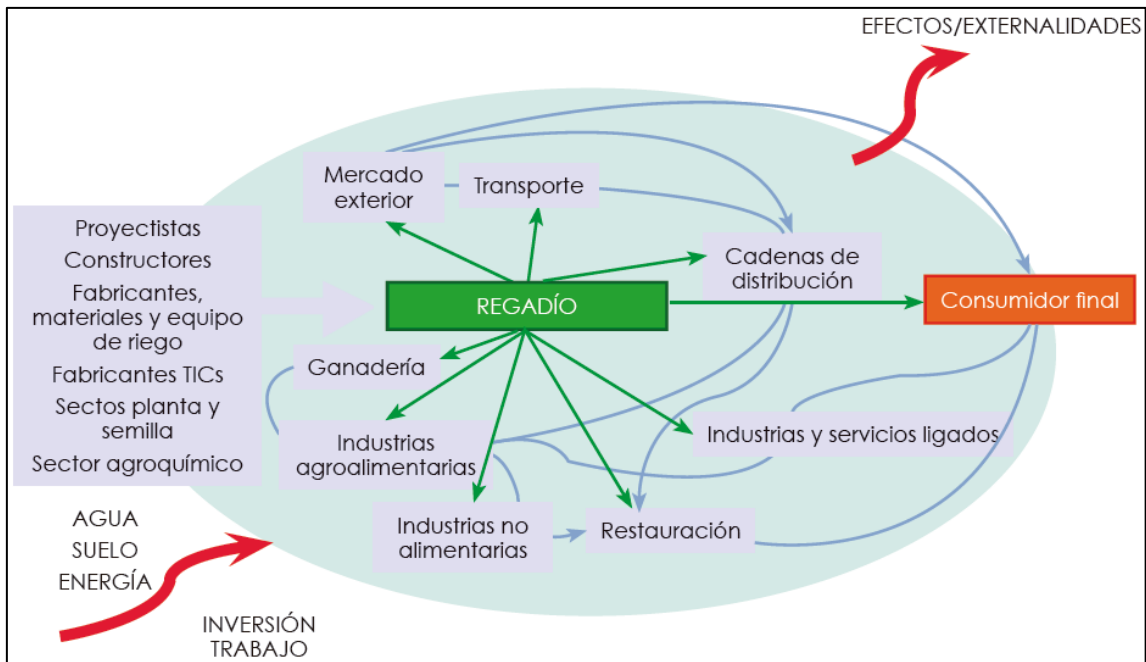 EFECTOS/EXTERNALIDADES
Mercado
exterior
Transporte
Proyectistas
Constructores
Fabricantes,
materiales y equipo
de riego
Fabricantes TICs
Sectos planta y
semilla
Sector agroquímico
Cadenas de
distribución
REGADÍO
Consumidor final
Ganadería
Industrias
agroalimentarias
Industrias y servicios ligados
Industrias no
alimentarias
Restauración
AGUA
SUELO
ENERGÍA
INVERSIÓN
TRABAJO